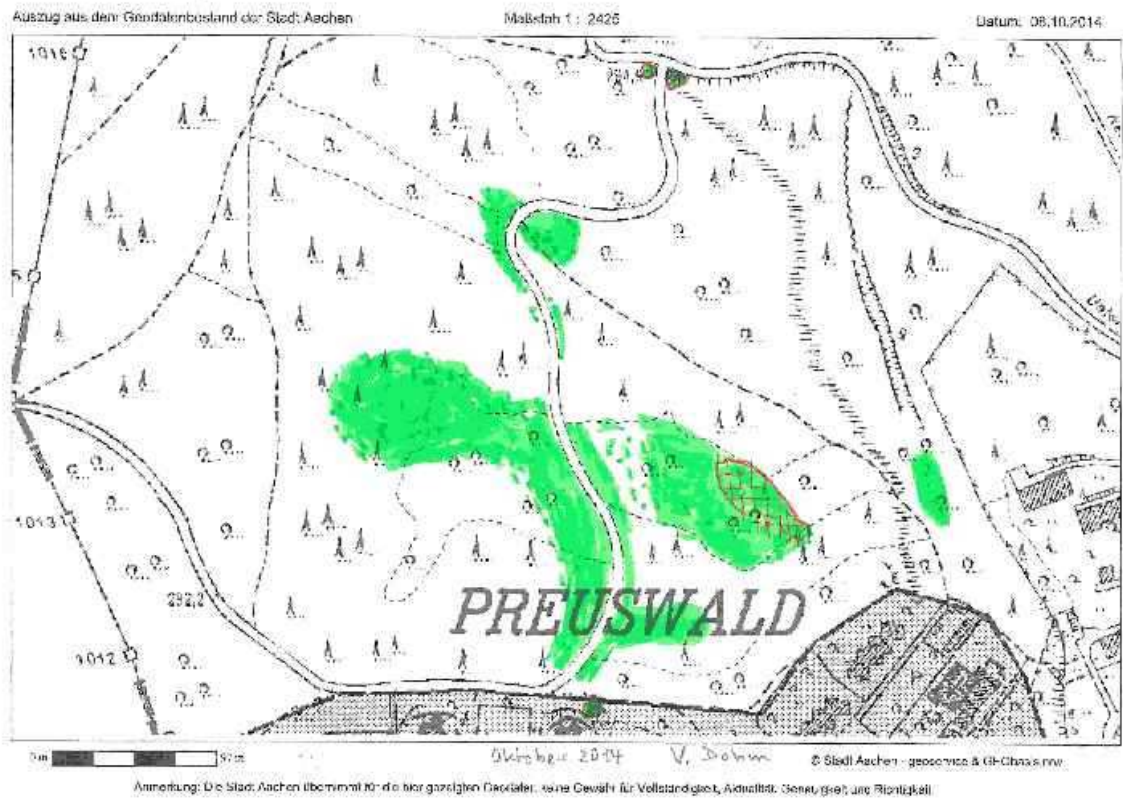 Auszug aus dem Geodatenbestand der Stadt Aachen
Maßstab 1 : 2425
Datum: 08.10.2014
1016
1013
292,2
1012
PREUSWALD
0 m
Oktober 2014 V. Dohm
© Stadt Aachen - geoservice & GEObasis.nrw
Anmerkung: Die Stadt Aachen übernimmt für die hier gezeigten Geodaten keine Gewähr für Vollständigkeit, Aktualität, Genauigkeit und Richtigkeit